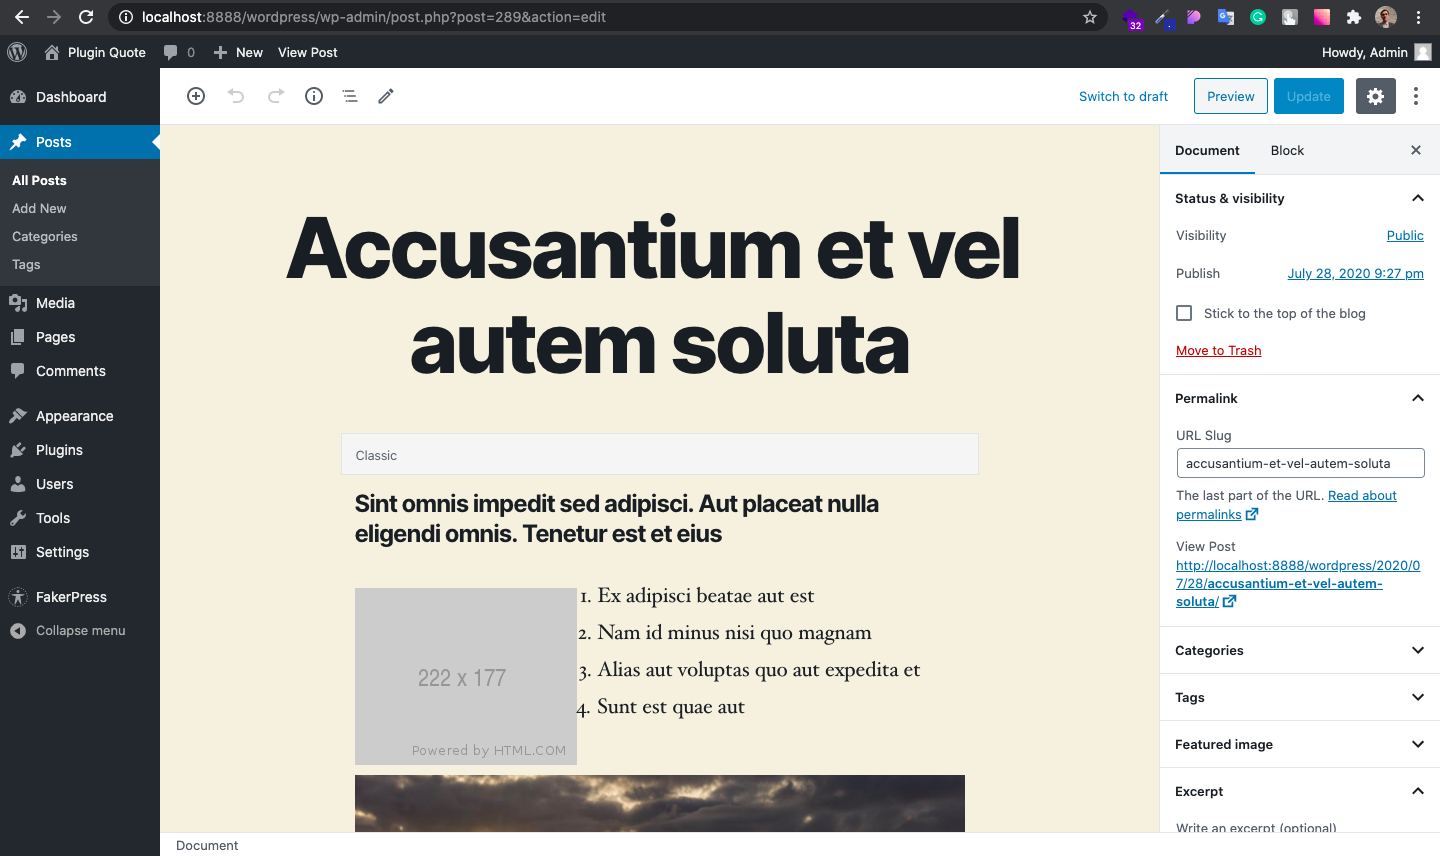 localhost:8888/wordpress/wp-admin/post.php?post=289&action=edit
32
Plugin Quote
0
New
View Post
Howdy, Admin
Dashboard
Posts
All Posts
Add New
Categories
Tags
Media
Pages
Comments
Appearance
Plugins
Users
Tools
Settings
FakerPress
Collapse menu
Switch to draft
Preview
Update
Accusantium et vel
autem soluta
Classic
Sint omnis impedit sed adipisci. Aut placeat nulla
eligendi omnis. Tenetur est et eius
222 x 177
Powered by HTML.COM
1. Ex adipisci beatae aut est
2. Nam id minus nisi quo magnam
3. Alias aut voluptas quo aut expedita et
4. Sunt est quae aut
Document
Block
Status & visibility
Visibility
Public
Publish
July 28, 2020 9:27 pm
Stick to the top of the blog
Move to Trash
Permalink
URL Slug
accusantium-et-vel-autem-soluta
The last part of the URL. Read about
permalinks
View Post
http://localhost:8888/wordpress/2020/0
7/28/accusantium-et-vel-autem-
soluta/
Categories
Tags
Featured image
Excerpt
Write an excerpt (optional)
Document